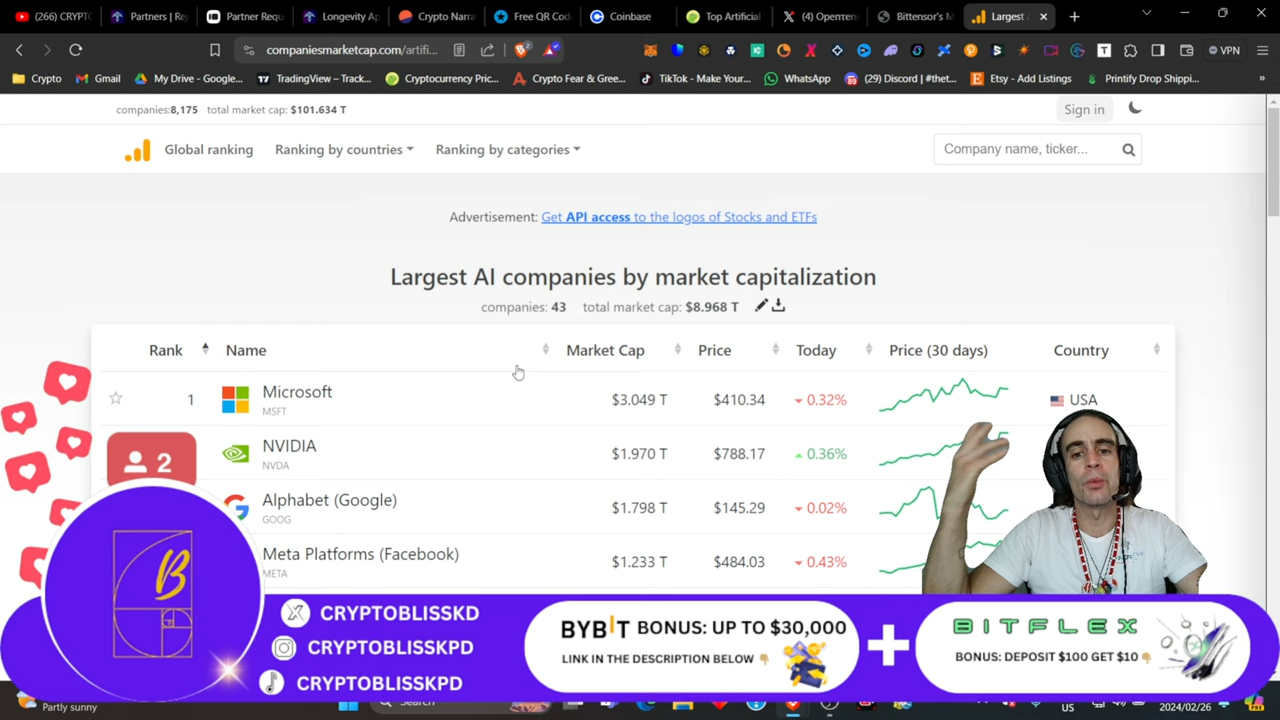 (266) CRYPT
Partners | Re
Partner Requ
Longevity Ap
Crypto Narra
Free QR Cod
Coinbase
Top Artificial
Bittensor's M
Largest
companiesmarketcap.com/artifi...
VPN
Crypto
Gmail
My Drive - Google...
TradingView – Track...
Cryptocurrency Pric...
Crypto Fear & Gree...
TikTok - Make Your...
WhatsApp
(29) Discord | #thet...
Etsy - Add Listings
Printify Drop Shippi...
»
companies:8,175 total market cap: $101.634 T
Sign in
Global ranking
Ranking by countries
Ranking by categories
Company name, ticker...
Advertisement: Get API access to the logos of Stocks and ETFs
Largest AI companies by market capitalization
companies: 43 total market cap: $8.968 T
Rank Name Market Cap Price Today Price (30 days) Country
1 Microsoft $3.049 T $410.34 0.32% USA
MSFT
NVIDIA $1.970 T $788.17 0.36%
NVDA
2
Alphabet (Google) $1.798 T $145.29 0.02%
GOOG
Meta Platforms (Facebook) $1.233 T $484.03 0.43%
META
B
CRYPTOBLISSKD
CRYPTOBLISSKPD
CRYPTOBLISSKPD
BYBIT BONUS: UP TO $30,000
LINK IN THE DESCRIPTION BELOW
+
BITFLEX
BONUS: DEPOSIT $100 GET $10
Partly sunny
Search
US
2024/02/26